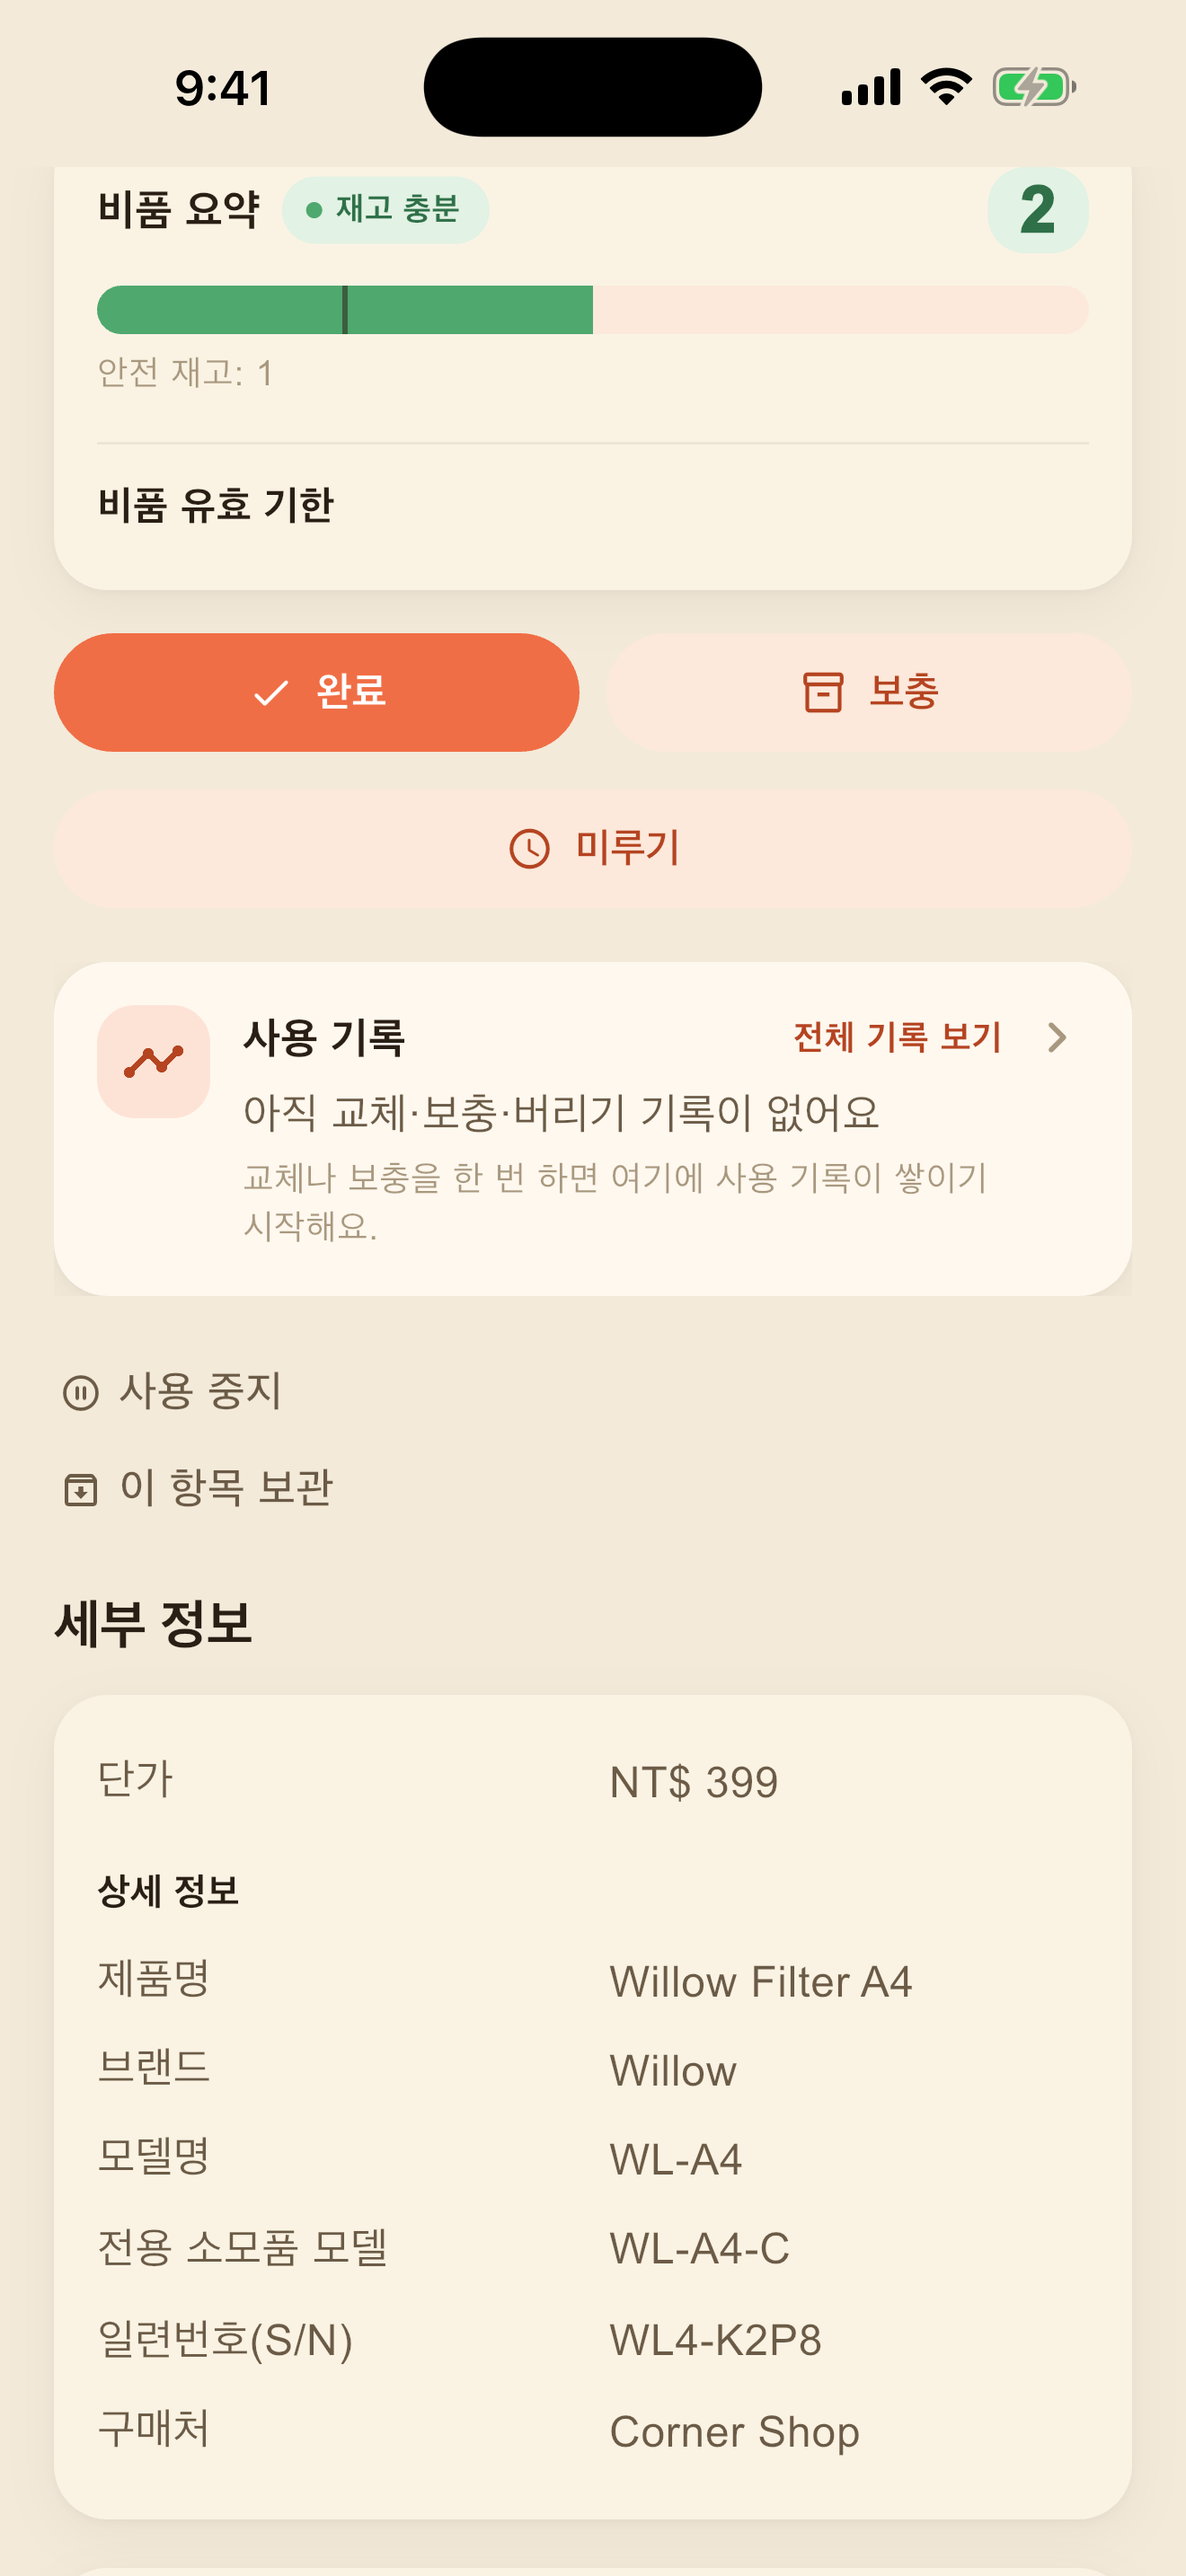 9:41
비품 요약
재고 충분
2
안전 재고: 1
비품 유효 기한
완료
보충
미루기
사용 기록
전체 기록 보기
아직 교체·보충·버리기 기록이 없어요
교체나 보충을 한 번 하면 여기에 사용 기록이 쌓이기
시작해요.
사용 중지
이 항목 보관
세부 정보
단가 NT$ 399
상세 정보
제품명 Willow Filter A4
브랜드 Willow
모델명 WL-A4
전용 소모품 모델 WL-A4-C
일련번호(S/N) WL4-K2P8
구매처 Corner Shop